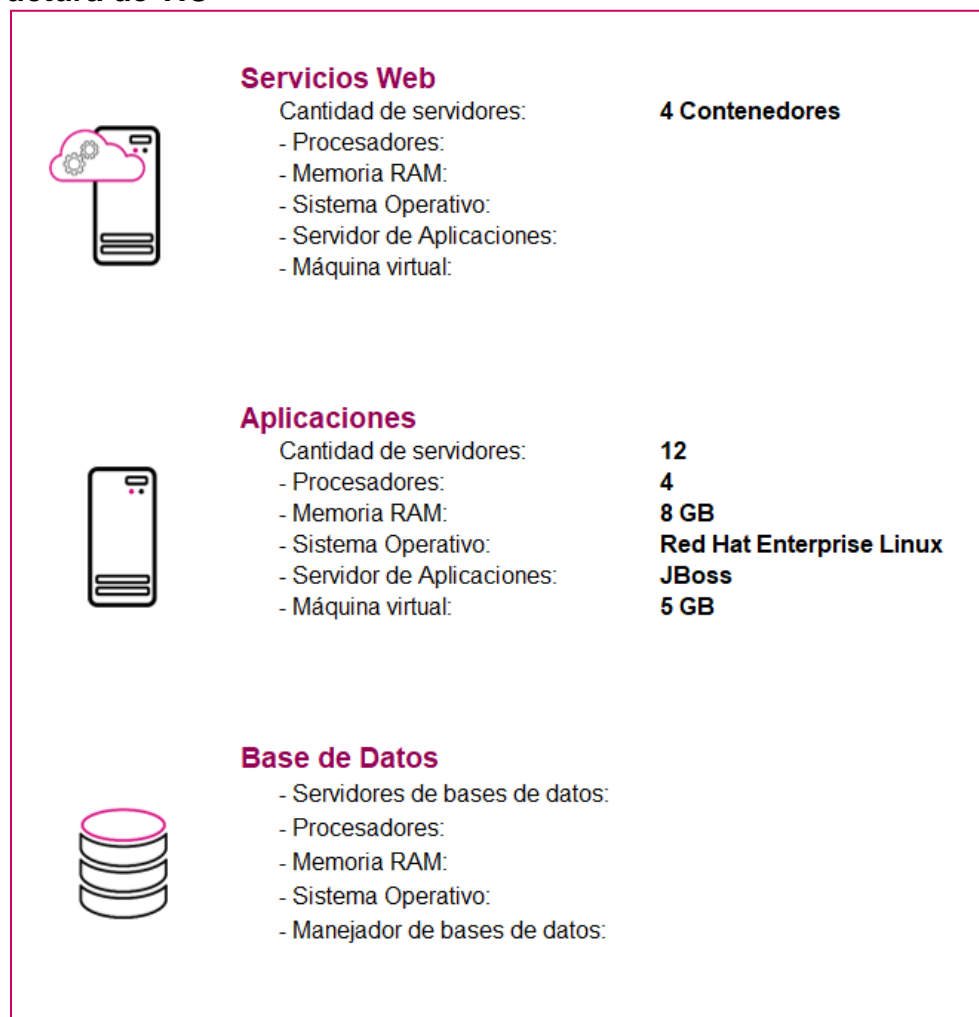 Servicios Web
Cantidad de servidores: 4 Contenedores
- Procesadores:
- Memoria RAM:
- Sistema Operativo:
- Servidor de Aplicaciones:
- Máquina virtual:
Aplicaciones
Cantidad de servidores: 12
- Procesadores: 4
- Memoria RAM: 8 GB
- Sistema Operativo: Red Hat Enterprise Linux
- Servidor de Aplicaciones: JBoss
- Máquina virtual: 5 GB
Base de Datos
- Servidores de bases de datos:
- Procesadores:
- Memoria RAM:
- Sistema Operativo:
- Manejador de bases de datos: